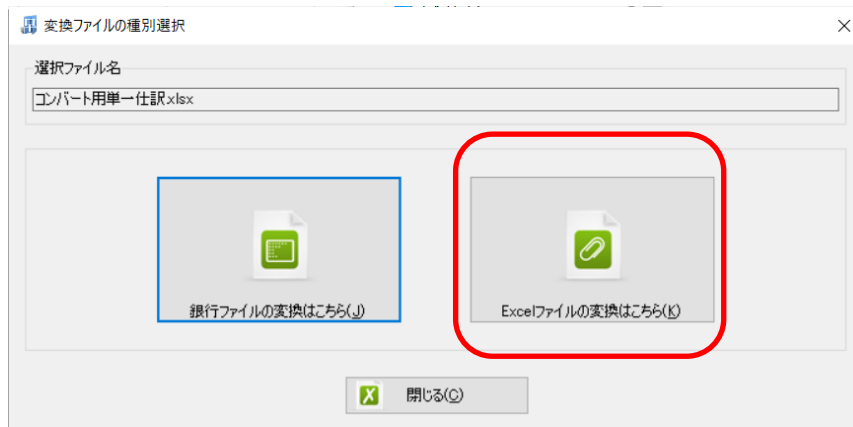 変換ファイルの種別選択
選択ファイル名
コンバート用単一仕訳xlsx
銀行ファイルの変換はこちら(J)
Excelファイルの変換はこちら(K)
閉じる(C)